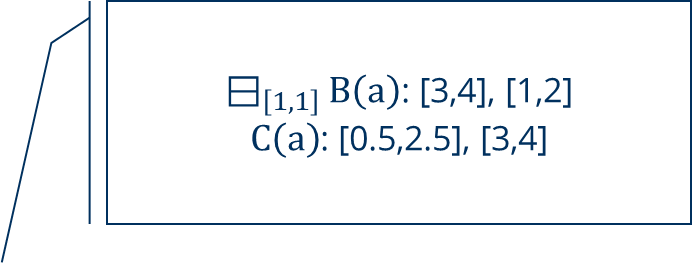 ⊟[1,1] B(a): [3,4], [1,2]
C(a): [0.5,2.5], [3,4]